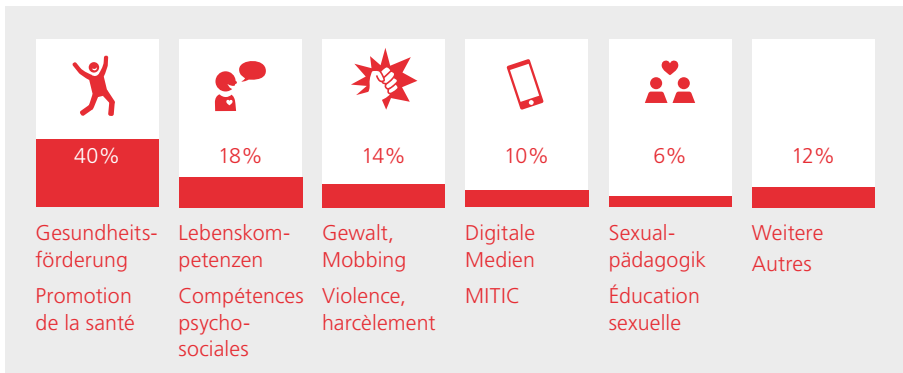 40%
18%
14%
10%
6%
12%
Gesundheits-
förderung
Promotion
de la santé
Lebenskom-
petenzen
Compétences
psycho-
sociales
Gewalt,
Mobbing
Violence,
harcèlement
Digitale
Medien
MITIC
Sexual-
pädagogik
Éducation
sexuelle
Weitere
Autres